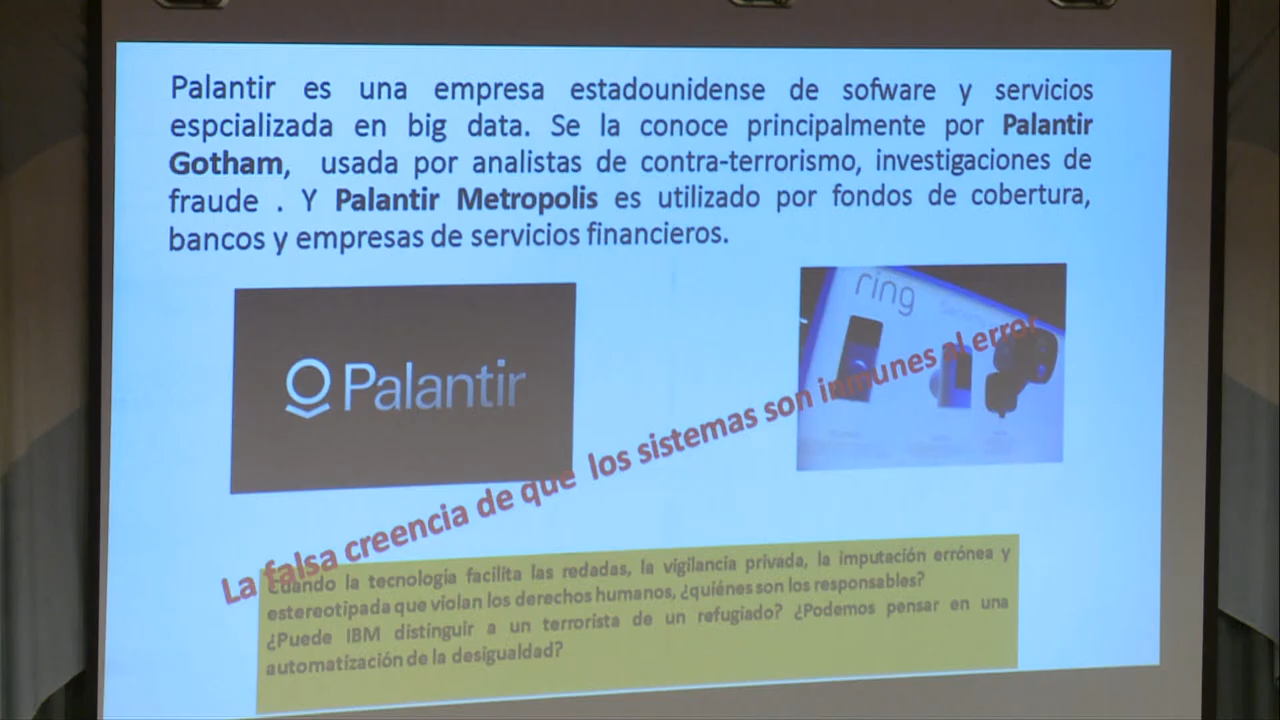 Palantir es una empresa estadounidense de sofware y servicios
espcializada en big data. Se la conoce principalmente por Palantir
Gotham, usada por analistas de contra-terrorismo, investigaciones de
fraude . Y Palantir Metropolis es utilizado por fondos de cobertura,
bancos y empresas de servicios financieros.
Palantir
ring
La falsa creencia de que los sistemas son inmunes al error
Cuando la tecnología facilita las redadas, la vigilancia privada, la imputación errónea y
estereotipada que violan los derechos humanos, ¿quiénes son los responsables?
¿Puede IBM distinguir a un terrorista de un refugiado? ¿Podemos pensar en una
automatización de la desigualdad?